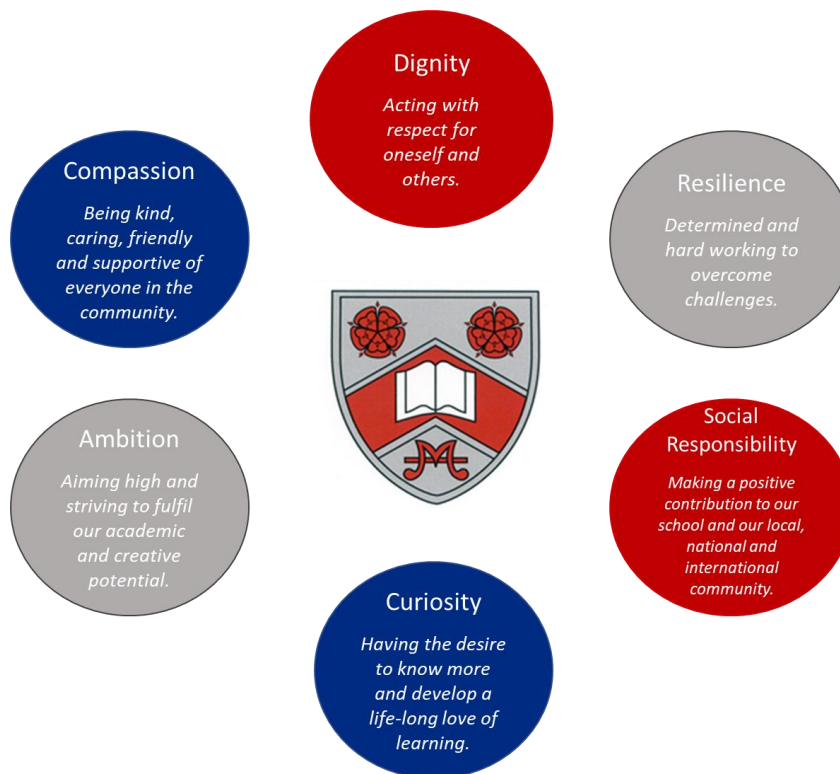 Dignity
Acting with
respect for
oneself and
others.
Compassion
Being kind,
caring, friendly
and supportive of
everyone in the
community.
Resilience
Determined and
hard working to
overcome
challenges.
Ambition
Aiming high and
striving to fulfil
our academic
and creative
potential.
Social
Responsibility
Making a positive
contribution to our
school and our local,
national and
international
community.
Curiosity
Having the desire
to know more
and develop a
life-long love of
learning.
M